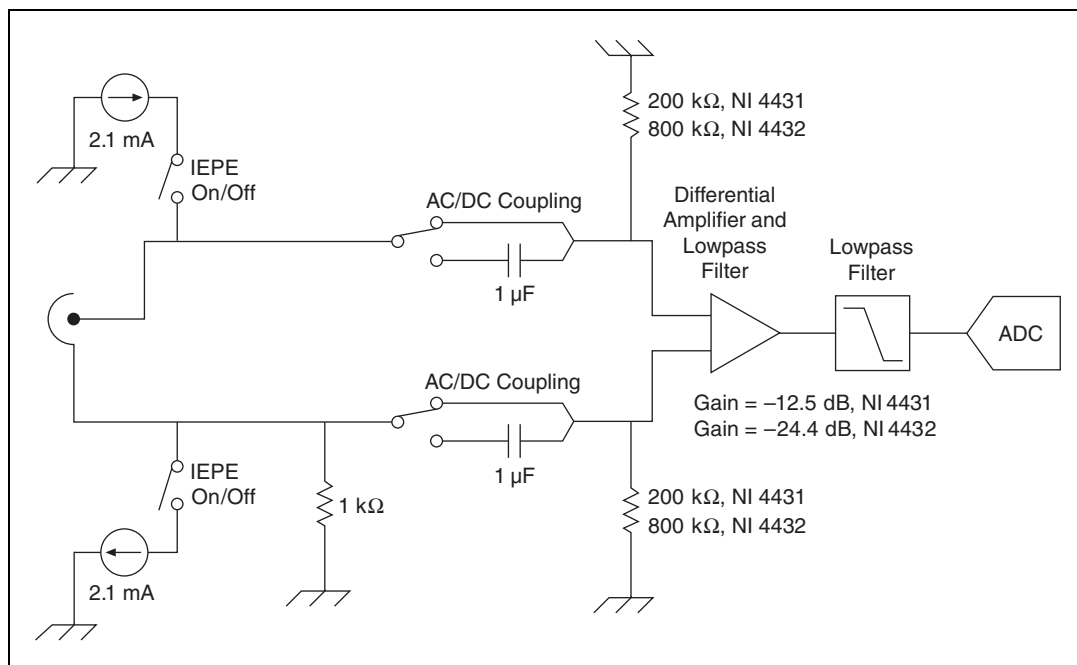 2.1 mA
IEPE
On/Off
AC/DC Coupling
1 µF
200 kΩ, NI 4431
800 kΩ, NI 4432
Differential
Amplifier and
Lowpass
Filter
Lowpass
Filter
ADC
Gain = –12.5 dB, NI 4431
Gain = –24.4 dB, NI 4432
AC/DC Coupling
1 µF
IEPE
On/Off
1 kΩ
200 kΩ, NI 4431
800 kΩ, NI 4432
2.1 mA